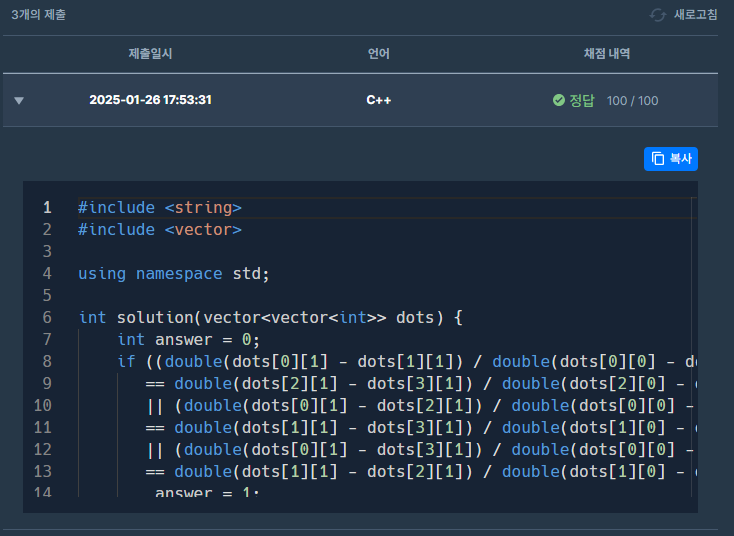 3개의 제출
새로고침
제출일시 언어 채점 내역
2025-01-26 17:53:31 C++ 정답 100 / 100
복사
1 #include <string>
2 #include <vector>
3
4 using namespace std;
5
6 int solution(vector<vector<int>> dots) {
7 int answer = 0;
8 if ((double(dots[0][1] - dots[1][1]) / double(dots[0][0] -
9 == double(dots[2][1] - dots[3][1]) / double(dots[2][0] -
10 || (double(dots[0][1] - dots[2][1]) / double(dots[0][0] -
11 == double(dots[1][1] - dots[3][1]) / double(dots[1][0] -
12 || (double(dots[0][1] - dots[3][1]) / double(dots[0][0] -
13 == double(dots[1][1] - dots[2][1]) / double(dots[1][0] -
14 answer = 1;